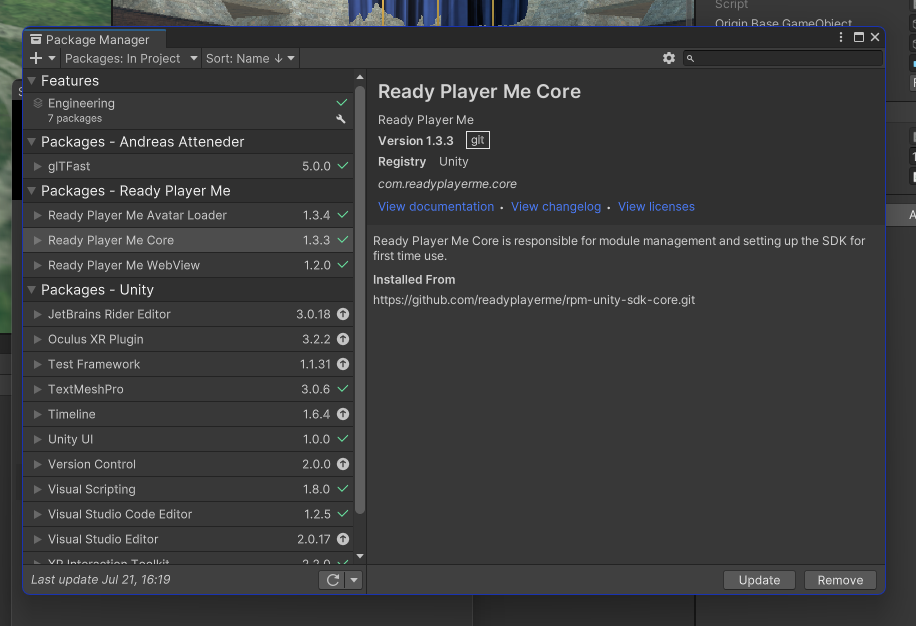 Script
Origin Base GameObject
Package Manager
Packages: In Project
Sort: Name ↓
Features
Engineering
7 packages
Packages - Andreas Atteneder
glTFast 5.0.0
Packages - Ready Player Me
Ready Player Me Avatar Loader 1.3.4
Ready Player Me Core 1.3.3
Ready Player Me WebView 1.2.0
Packages - Unity
JetBrains Rider Editor 3.0.18
Oculus XR Plugin 3.2.2
Test Framework 1.1.31
TextMeshPro 3.0.6
Timeline 1.6.4
Unity UI 1.0.0
Version Control 2.0.0
Visual Scripting 1.8.0
Visual Studio Code Editor 1.2.5
Visual Studio Editor 2.0.17
XR Interaction Toolkit 2.2.0
Last update Jul 21, 16:19
Ready Player Me Core
Ready Player Me
Version 1.3.3 git
Registry Unity
com.readyplayerme.core
View documentation • View changelog • View licenses
Ready Player Me Core is responsible for module management and setting up the SDK for
first time use.
Installed From
https://github.com/readyplayerme/rpm-unity-sdk-core.git
Update Remove